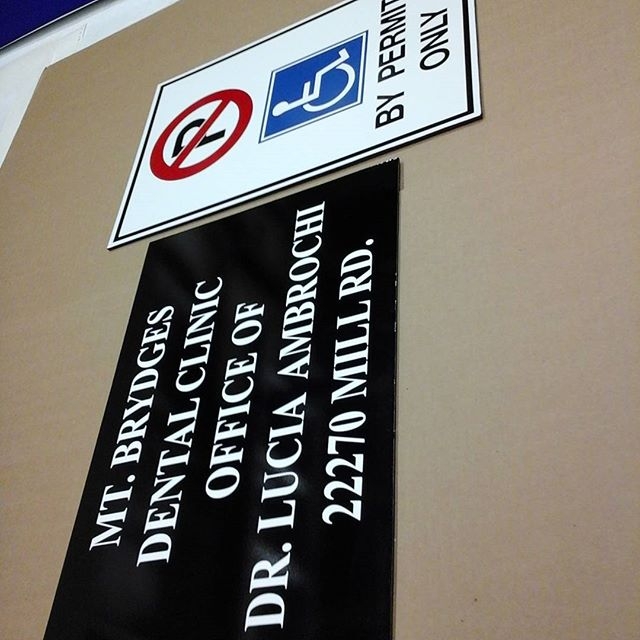 P
BY PERMIT
ONLY
MT. BRYDGES
DENTAL CLINIC
OFFICE OF
DR. LUCIA AMBROCHI
22270 MILL RD.